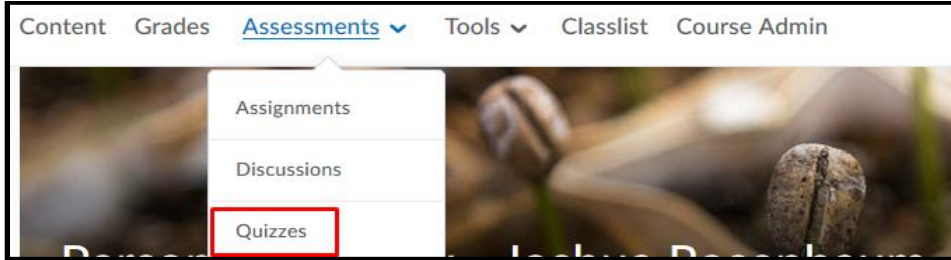 Content Grades Assessments Tools Classlist Course Admin
Assignments
Discussions
Quizzes